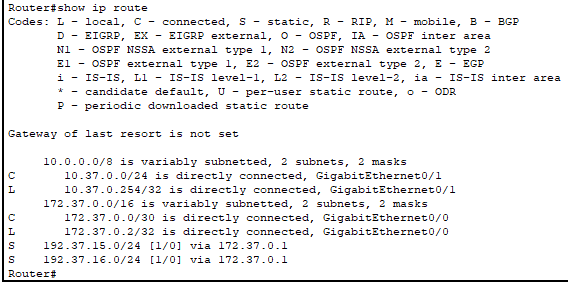 Router#show ip route
Codes: L - local, C - connected, S - static, R - RIP, M - mobile, B - BGP
       D - EIGRP, EX - EIGRP external, O - OSPF, IA - OSPF inter area
       N1 - OSPF NSSA external type 1, N2 - OSPF NSSA external type 2
       E1 - OSPF external type 1, E2 - OSPF external type 2, E - EGP
       i - IS-IS, L1 - IS-IS level-1, L2 - IS-IS level-2, ia - IS-IS inter area
       * - candidate default, U - per-user static route, o - ODR
       P - periodic downloaded static route

Gateway of last resort is not set

     10.0.0.0/8 is variably subnetted, 2 subnets, 2 masks
C       10.37.0.0/24 is directly connected, GigabitEthernet0/1
L       10.37.0.254/32 is directly connected, GigabitEthernet0/1
     172.37.0.0/16 is variably subnetted, 2 subnets, 2 masks
C       172.37.0.0/30 is directly connected, GigabitEthernet0/0
L       172.37.0.2/32 is directly connected, GigabitEthernet0/0
S    192.37.15.0/24 [1/0] via 172.37.0.1
S    192.37.16.0/24 [1/0] via 172.37.0.1
Router#